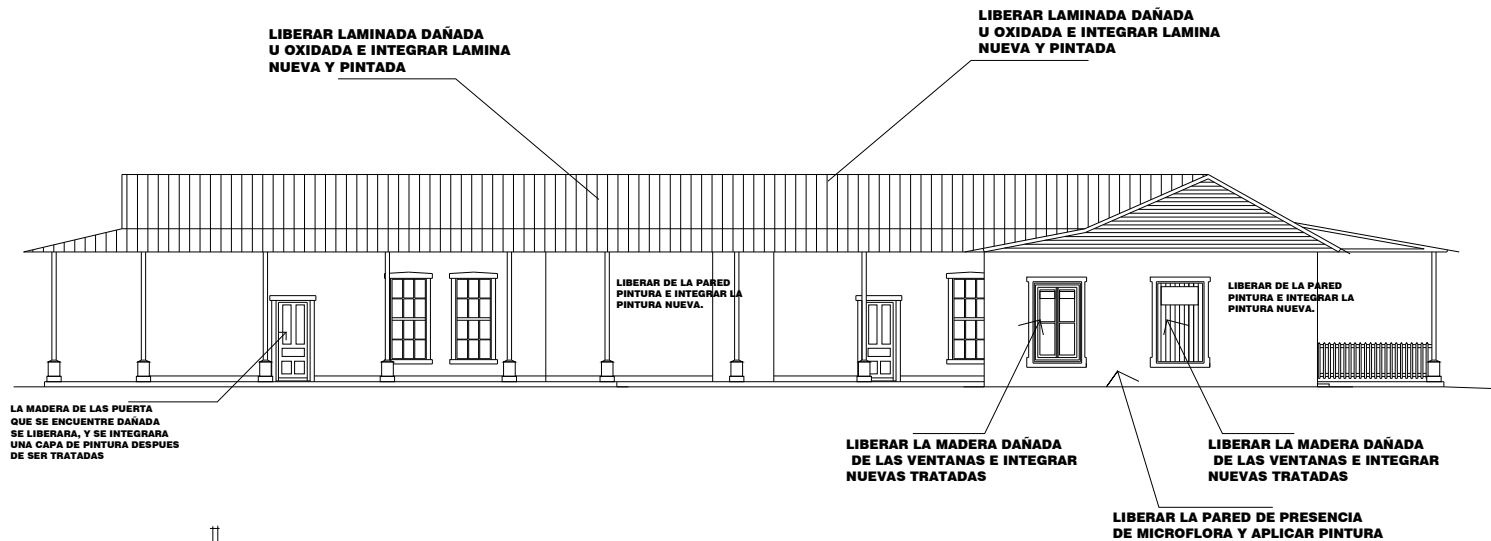 LIBERAR LAMINADA DAÑADA
U OXIDADA E INTEGRAR LAMINA
NUEVA Y PINTADA
LIBERAR LAMINADA DAÑADA
U OXIDADA E INTEGRAR LAMINA
NUEVA Y PINTADA
LIBERAR DE LA PARED
PINTURA E INTEGRAR LA
PINTURA NUEVA.
LIBERAR DE LA PARED
PINTURA E INTEGRAR LA
PINTURA NUEVA.
LA MADERA DE LAS PUERTA
QUE SE ENCUENTRE DAÑADA
SE LIBERARA, Y SE INTEGRARA
UNA CAPA DE PINTURA DESPUES
DE SER TRATADAS
LIBERAR LA MADERA DAÑADA
DE LAS VENTANAS E INTEGRAR
NUEVAS TRATADAS
LIBERAR LA MADERA DAÑADA
DE LAS VENTANAS E INTEGRAR
NUEVAS TRATADAS
LIBERAR LA PARED DE PRESENCIA
DE MICROFLORA Y APLICAR PINTURA